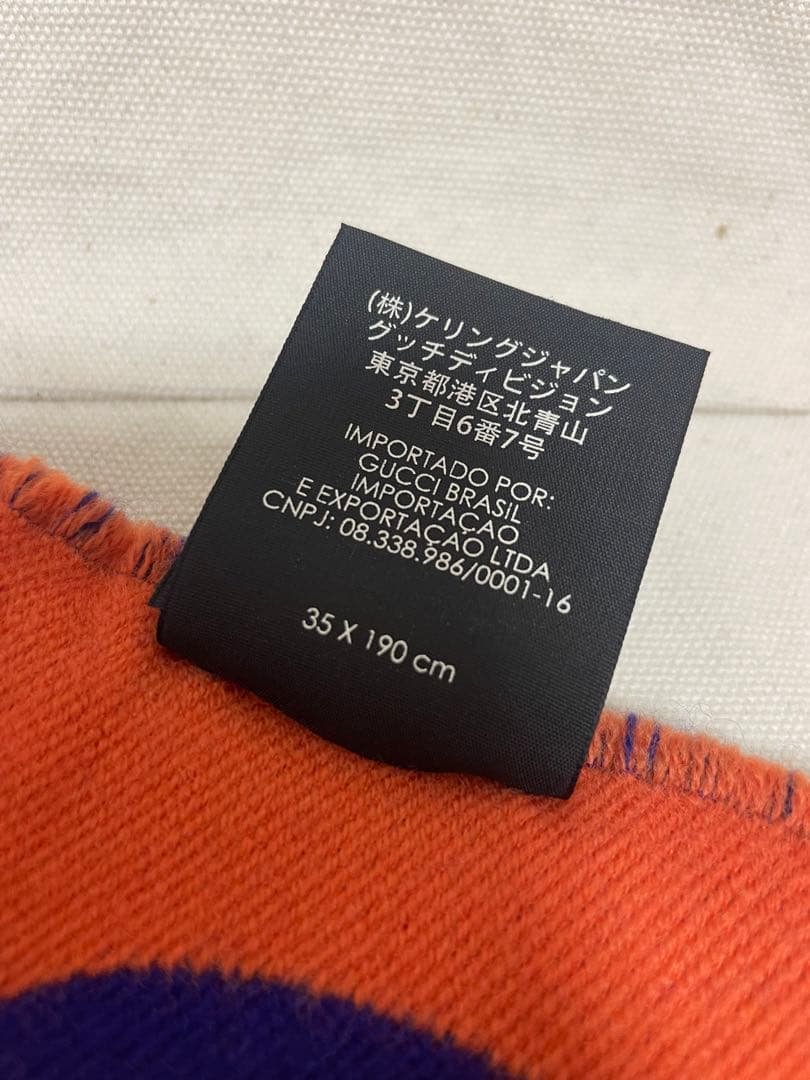 (株)ケリングジャパン
グッチディビジョン
東京都港区北青山
3丁目6番7号
IMPORTADO POR:
GUCCI BRASIL
IMPORTAÇAO
E EXPORTAÇAO LTDA
CNPJ: 08.338.986/0001-16
35 X 190 cm